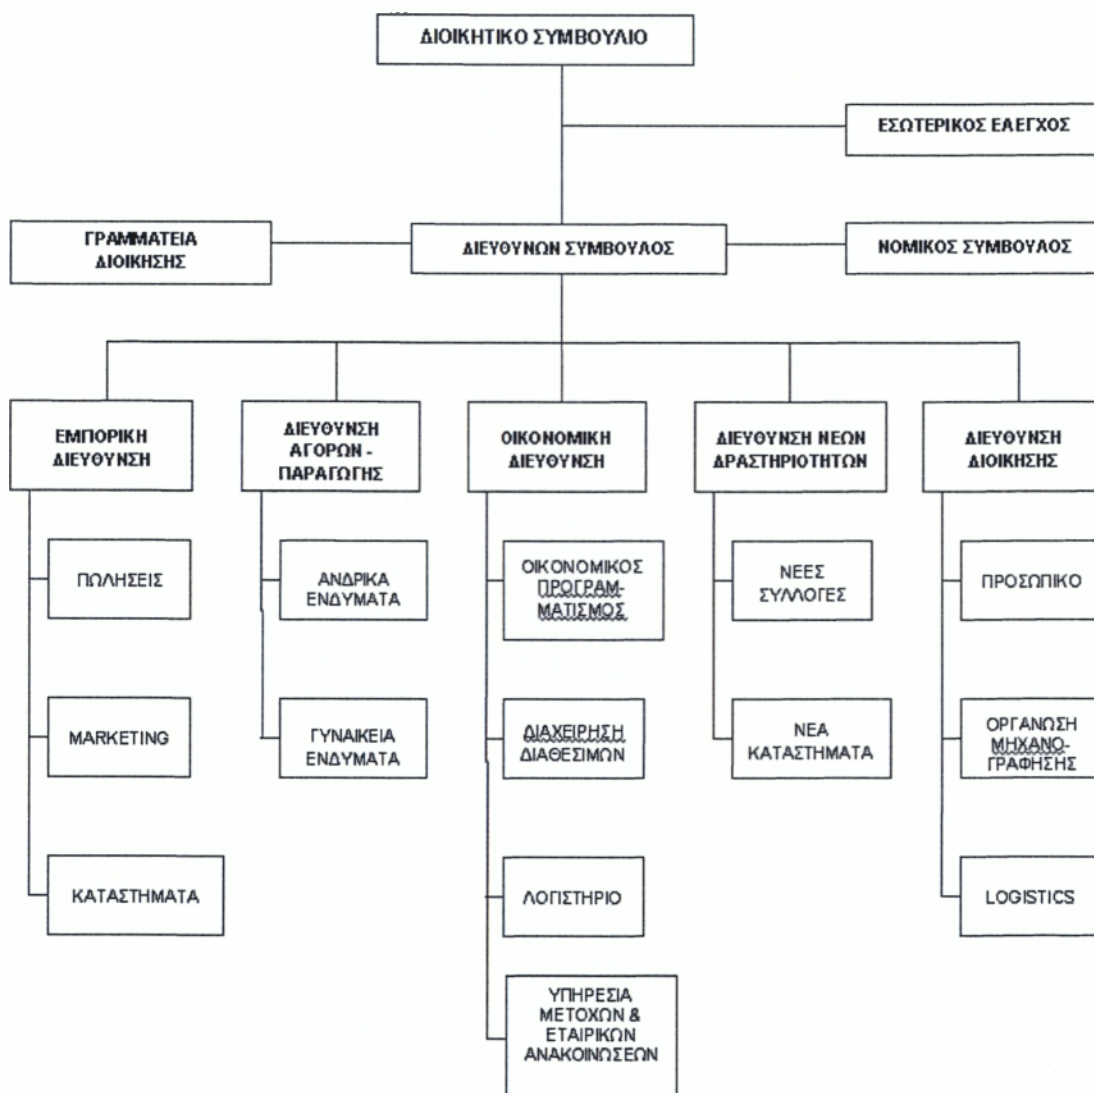 ΔΙΟΙΚΗΤΙΚΟ ΣΥΜΒΟΥΛΙΟ
ΕΣΩΤΕΡΙΚΟΣ ΕΛΕΓΧΟΣ
ΓΡΑΜΜΑΤΕΙΑ
ΔΙΟΙΚΗΣΗΣ
ΔΙΕΥΘΥΝΩΝ ΣΥΜΒΟΥΛΟΣ
ΝΟΜΙΚΟΣ ΣΥΜΒΟΥΛΟΣ
ΕΜΠΟΡΙΚΗ
ΔΙΕΥΘΥΝΣΗ
ΔΙΕΥΘΥΝΣΗ
ΑΓΟΡΩΝ -
ΠΑΡΑΓΩΓΗΣ
ΟΙΚΟΝΟΜΙΚΗ
ΔΙΕΥΘΥΝΣΗ
ΔΙΕΥΘΥΝΣΗ ΝΕΩΝ
ΔΡΑΣΤΗΡΙΟΤΗΤΩΝ
ΔΙΕΥΘΥΝΣΗ
ΔΙΟΙΚΗΣΗΣ
ΠΩΛΗΣΕΙΣ
ΑΝΔΡΙΚΑ
ΕΝΔΥΜΑΤΑ
ΟΙΚΟΝΟΜΙΚΟΣ
ΠΡΟΓΡΑΜ-
ΜΑΤΙΣΜΟΣ
ΝΕΕΣ
ΣΥΛΛΟΓΕΣ
ΠΡΟΣΩΠΙΚΟ
MARKETING
ΓΥΝΑΙΚΕΙΑ
ΕΝΔΥΜΑΤΑ
ΔΙΑΧΕΙΡΗΣΗ
ΔΙΑΘΕΣΙΜΩΝ
ΝΕΑ
ΚΑΤΑΣΤΗΜΑΤΑ
ΟΡΓΑΝΩΣΗ
ΜΗΧΑΝΟ-
ΓΡΑΦΗΣΗΣ
ΚΑΤΑΣΤΗΜΑΤΑ
ΛΟΓΙΣΤΗΡΙΟ
LOGISTICS
ΥΠΗΡΕΣΙΑ
ΜΕΤΟΧΩΝ &
ΕΤΑΙΡΙΚΩΝ
ΑΝΑΚΟΙΝΩΣΕΩΝ